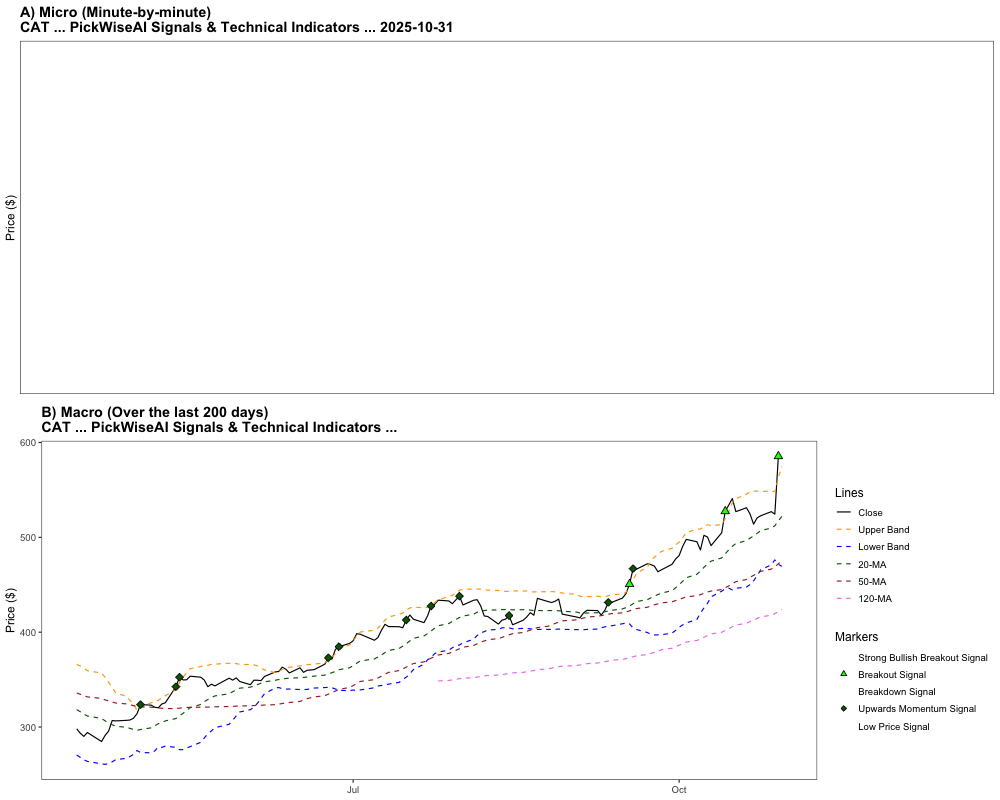 A) Micro (Minute-by-minute)
CAT ... PickWiseAI Signals & Technical Indicators ... 2025-10-31
Price ($)
B) Macro (Over the last 200 days)
CAT ... PickWiseAI Signals & Technical Indicators ...
Price ($)
600
500
400
300
Jul
Oct
Lines
Close
Upper Band
Lower Band
20-MA
50-MA
120-MA
Markers
Strong Bullish Breakout Signal
Breakout Signal
Breakdown Signal
Upwards Momentum Signal
Low Price Signal